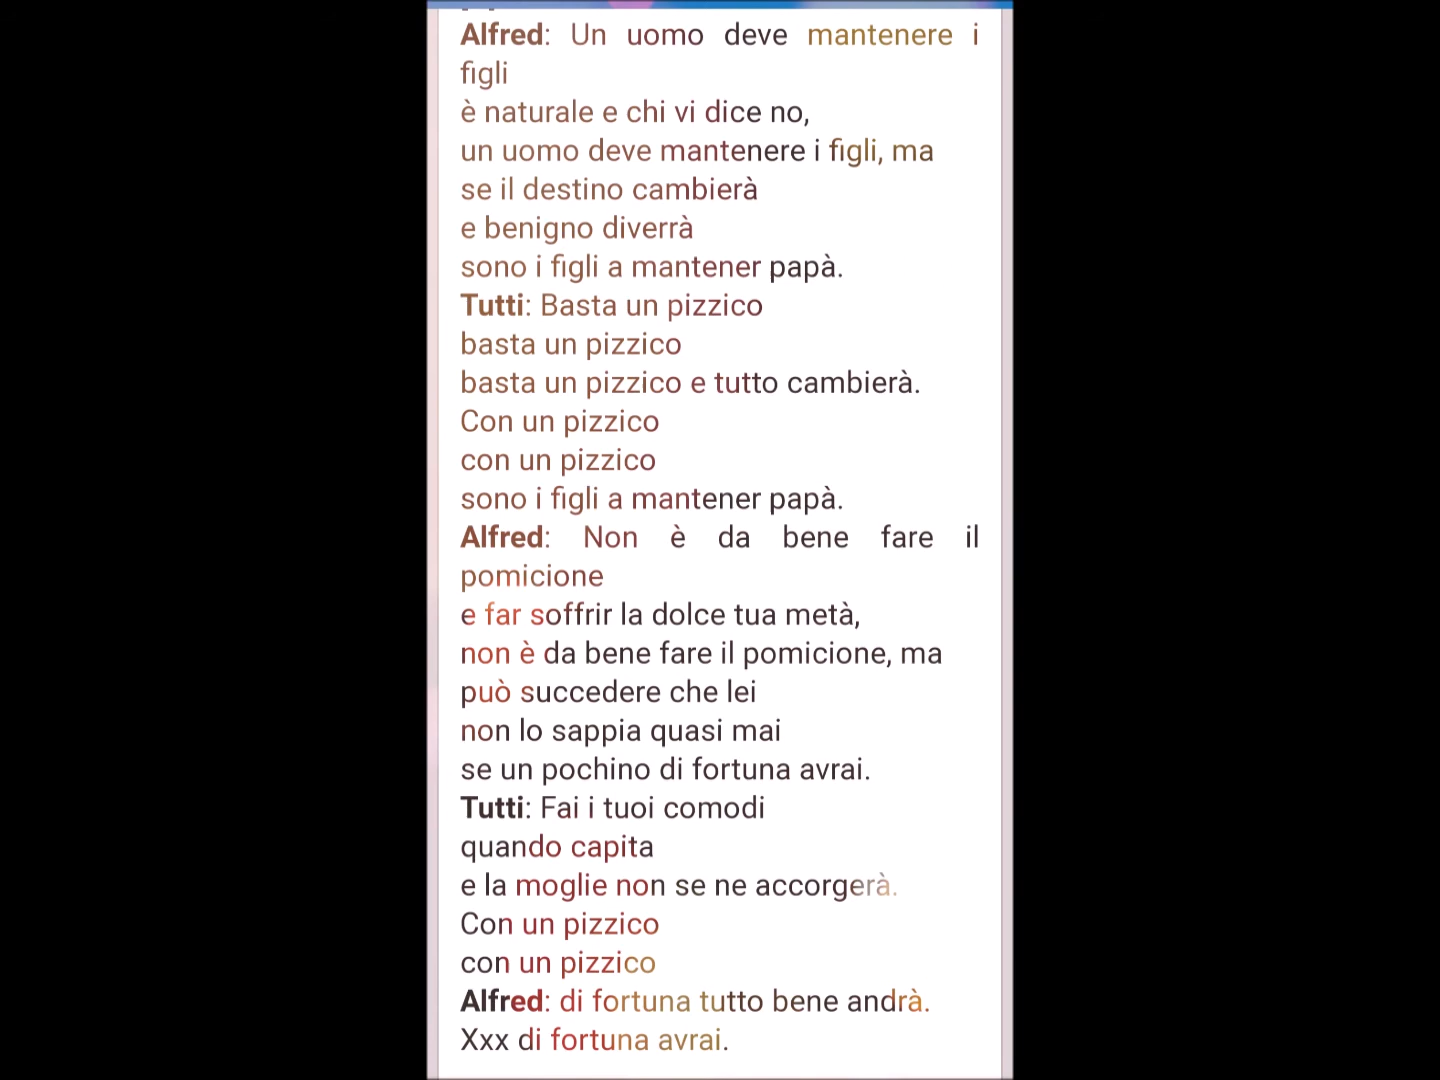 Alfred: Un uomo deve mantenere i
figli
è naturale e chi vi dice no,
un uomo deve mantenere i figli, ma
se il destino cambierà
e benigno diverrà
sono i figli a mantener papà.
Tutti: Basta un pizzico
basta un pizzico
basta un pizzico e tutto cambierà.
Con un pizzico
con un pizzico
sono i figli a mantener papà.
Alfred: Non è da bene fare il
pomicione
e far soffrir la dolce tua metà,
non è da bene fare il pomicione, ma
può succedere che lei
non lo sappia quasi mai
se un pochino di fortuna avrai.
Tutti: Fai i tuoi comodi
quando capita
e la moglie non se ne accorgerà.
Con un pizzico
con un pizzico
Alfred: di fortuna tutto bene andrà.
Xxx di fortuna avrai.